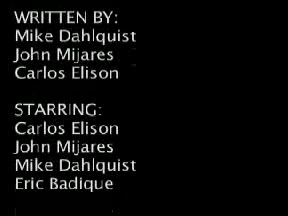 WRITTEN BY:
Mike Dahlquist
John Mijares
Carlos Elison
STARRING:
Carlos Elison
John Mijares
Mike Dahlquist
Eric Badique